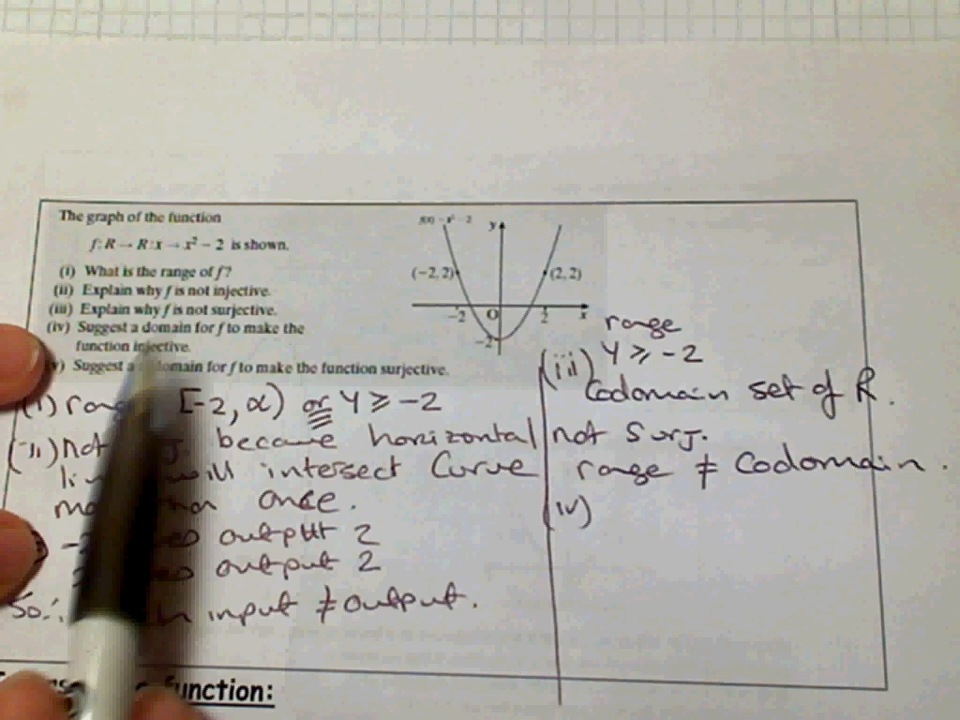 The graph of the function
f: R → R: x → x² − 2 is shown.
(i) What is the range of f?
(ii) Explain why f is not injective.
(iii) Explain why f is not surjective.
(iv) Suggest a domain for f to make the
function injective.
Suggest a domain for f to make the function surjective.
f(x) = x² − 2
y
(−2, 2)
(2, 2)
−2
O
2
x
−2
(i) [-2, ∝) or Y ≥ -2
(ii) not because horizontal
will intersect Curve
once.
output 2
output 2
So input ≠ output.
range
(iii) Y ≥ -2
Codomain set of R.
not surj.
range ≠ Codomain.
(iv)
function: